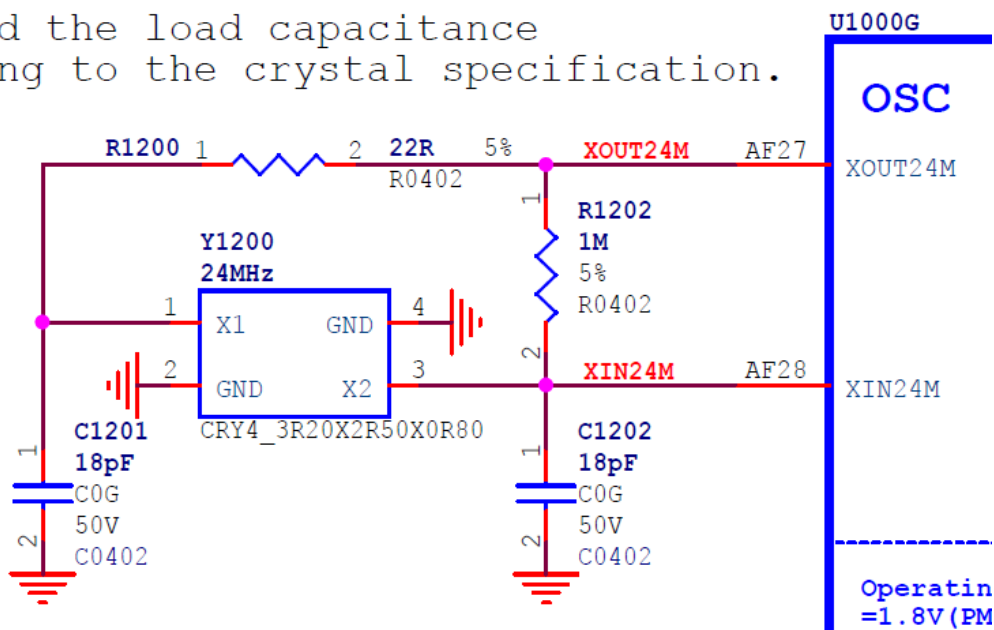 d the load capacitance
ng to the crystal specification.
U1000G
OSC
R1200 1 2 22R 5% XOUT24M AF27 XOUT24M
R0402
1
R1202
1M
5%
R0402
2
Y1200
24MHz
1 X1 GND 4
2 GND X2 3 XIN24M AF28 XIN24M
CRY4_3R20X2R50X0R80
C1201
1
18pF
C0G
50V
2
C0402
C1202
1
18pF
C0G
50V
2
C0402
Operatin
=1.8V(PM